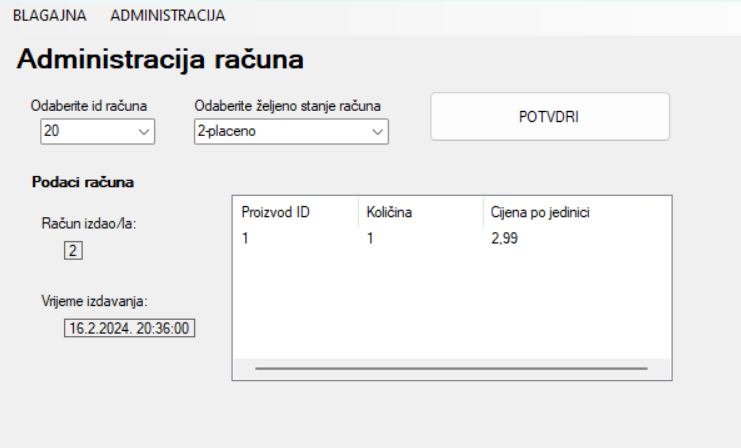 BLAGAJNA ADMINISTRACIJA
Administracija računa
Odaberite id računa Odaberite željeno stanje računa
20 2-placeno POTVDRI
Podaci računa
Proizvod ID Količina Cijena po jedinici
Račun izdao/la:
1 1 2,99
2
Vrijeme izdavanja:
16.2.2024. 20:36:00